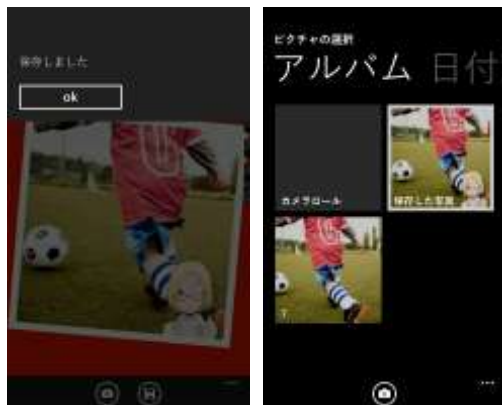 保存しました
ok
ピクチャの選択
アルバム 日付
カメラロール
保存した写真
T